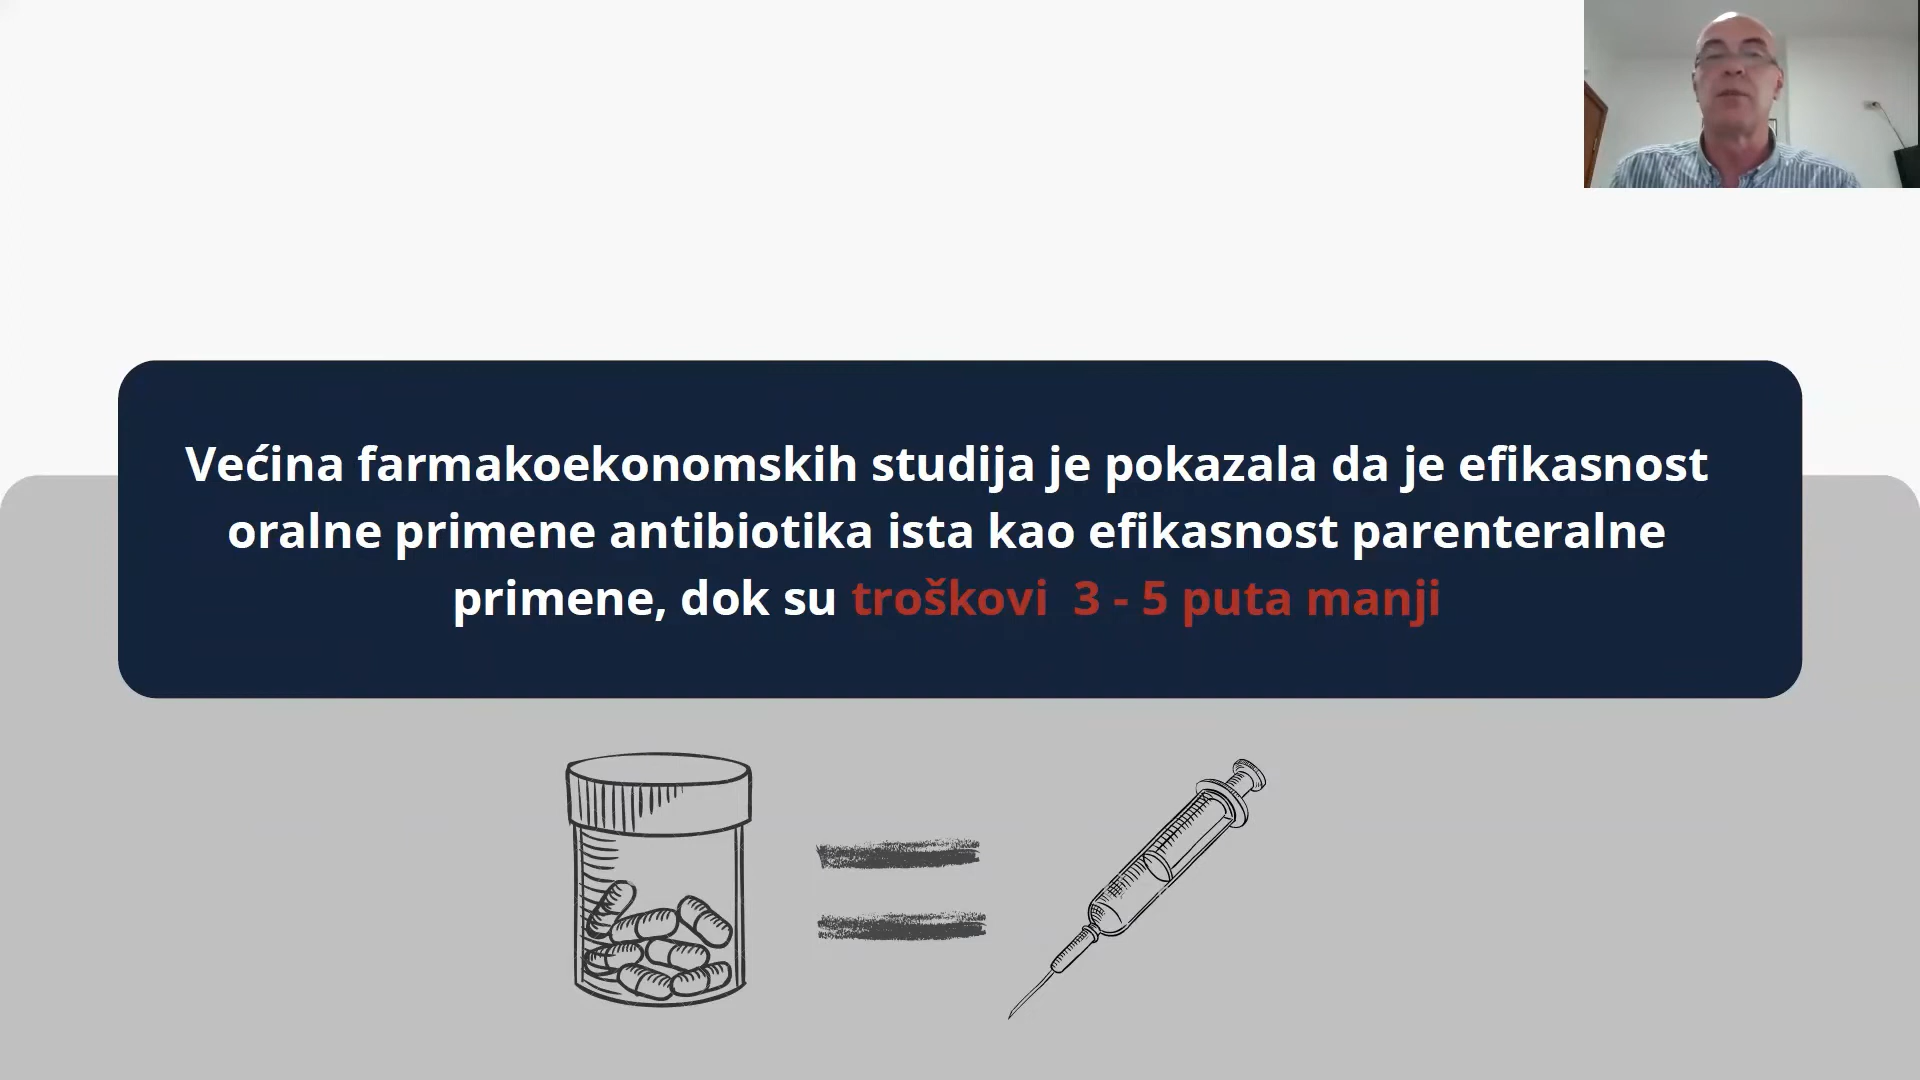 Većina farmakoekonomskih studija je pokazala da je efikasnost
oralne primene antibiotika ista kao efikasnost parenteralne
primene, dok su troškovi  3 - 5 puta manji